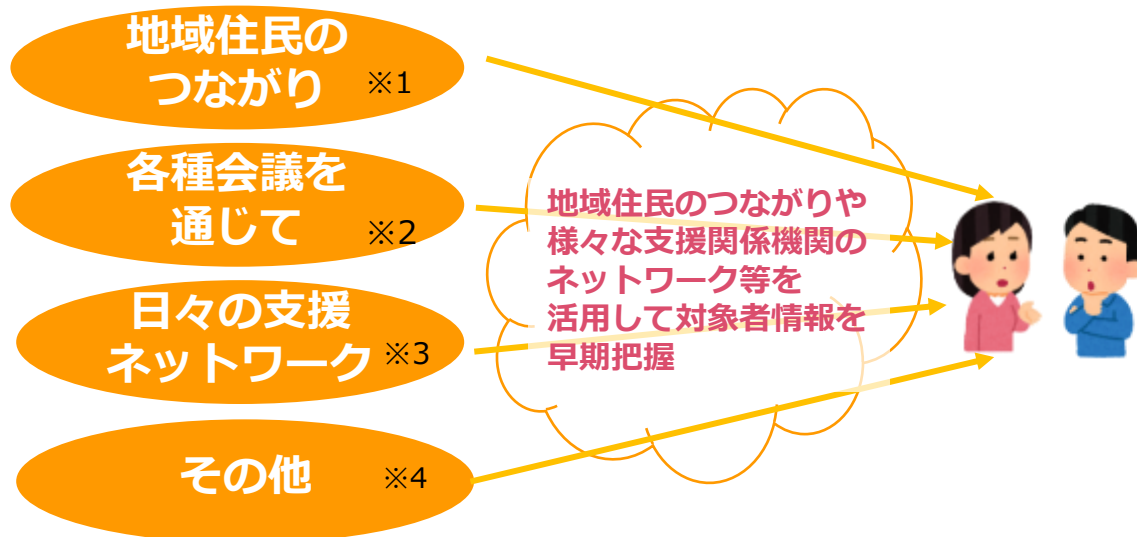 地域住民の
つながり ※1
各種会議を
通じて ※2
日々の支援
ネットワーク ※3
その他 ※4
地域住民のつながりや
様々な支援関係機関の
ネットワーク等を
活用して対象者情報を
早期把握